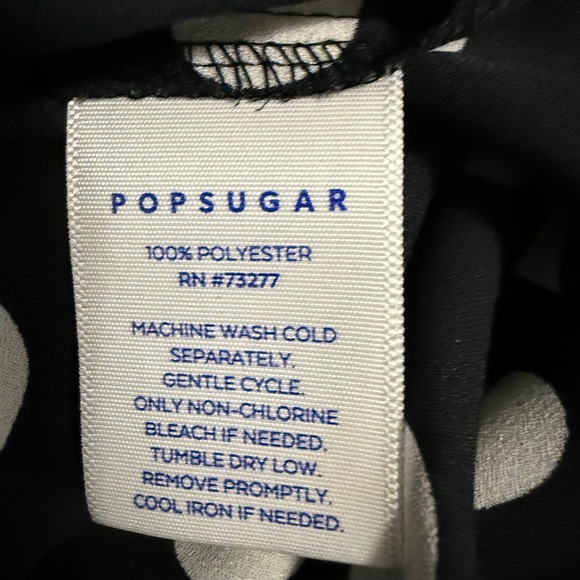 POPSUGAR
100% POLYESTER
RN #73277
MACHINE WASH COLD
SEPARATELY.
GENTLE CYCLE.
ONLY NON-CHLORINE
BLEACH IF NEEDED.
TUMBLE DRY LOW.
REMOVE PROMPTLY.
COOL IRON IF NEEDED.